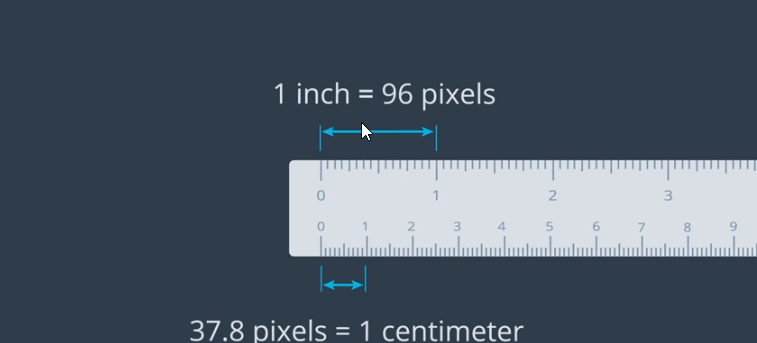 1 inch = 96 pixels
0 1 2 3
0 1 2 3 4 5 6 7 8 9
37.8 pixels = 1 centimeter